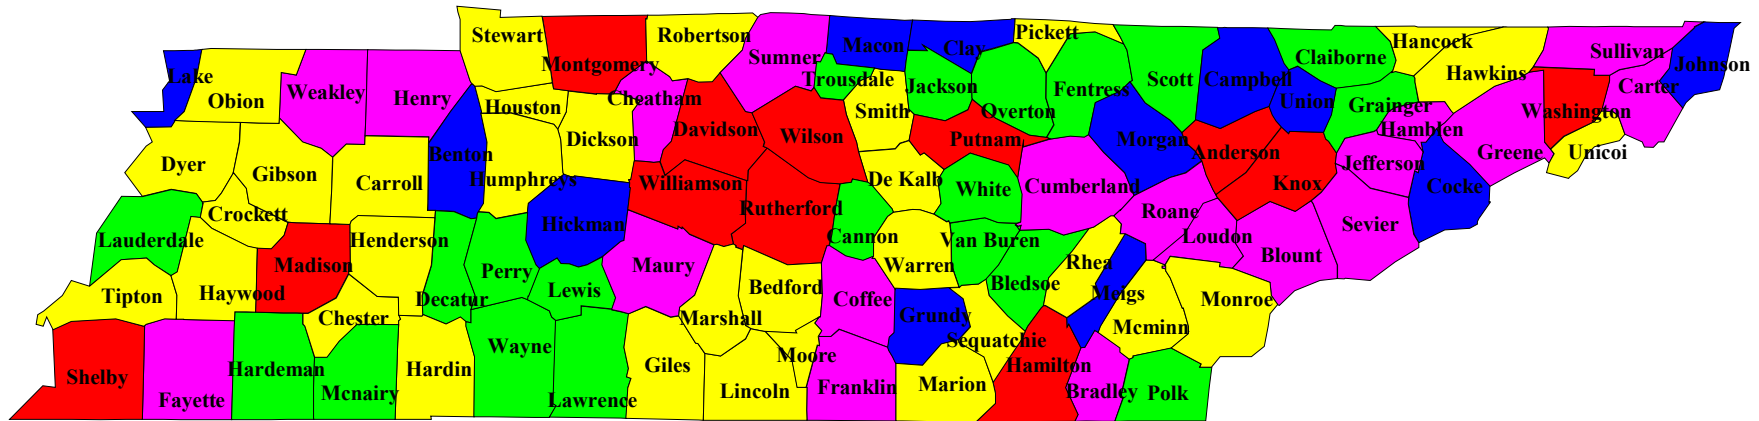 Stewart
Montgomery
Robertson
Sumner
Macon
Clay
Pickett
Scott
Campbell
Claiborne
Hancock
Hawkins
Sullivan
Johnson
Carter
Lake
Obion
Weakley
Henry
Houston
Cheatham
Trousdale
Smith
Jackson
Overton
Fentress
Union
Grainger
Hamblen
Washington
Greene
Unicoi
Dyer
Gibson
Carroll
Benton
Humphreys
Dickson
Davidson
Wilson
Putnam
Morgan
Anderson
Knox
Jefferson
Cocke
Crockett
Williamson
Rutherford
De Kalb
White
Cumberland
Roane
Loudon
Blount
Sevier
Lauderdale
Henderson
Hickman
Cannon
Warren
Van Buren
Tipton
Haywood
Madison
Decatur
Perry
Lewis
Maury
Bedford
Coffee
Bledsoe
Rhea
Meigs
Monroe
Chester
Marshall
Grundy
Sequatchie
Mcminn
Shelby
Fayette
Hardeman
Mcnairy
Hardin
Wayne
Lawrence
Giles
Lincoln
Moore
Franklin
Marion
Hamilton
Bradley
Polk